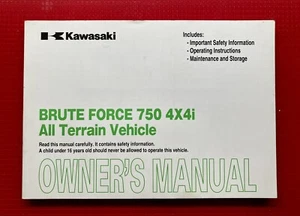 Kawasaki
Includes:
- Important Safety Information
- Operating Instructions
- Maintenance and Storage
BRUTE FORCE 750 4X4i
All Terrain Vehicle
Read this manual carefully. It contains safety information.
A child under 16 years old should never be allowed to operate this vehicle.
OWNER'S MANUAL